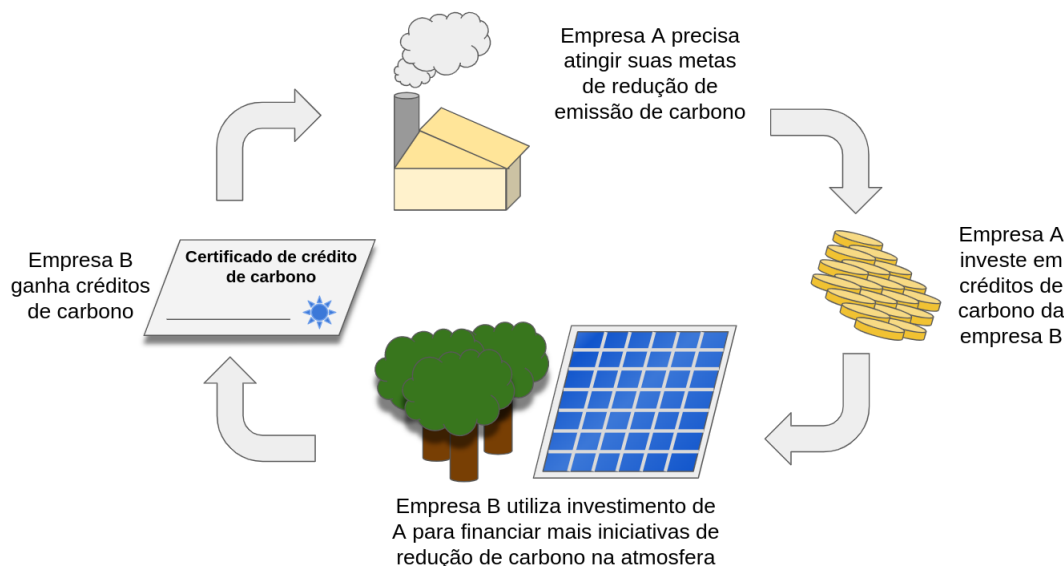 Empresa A precisa
atingir suas metas
de redução de
emissão de carbono
Empresa A
investe em
créditos de
carbono da
empresa B
Empresa B utiliza investimento de
A para financiar mais iniciativas de
redução de carbono na atmosfera
Empresa B
ganha créditos
de carbono
Certificado de crédito
de carbono